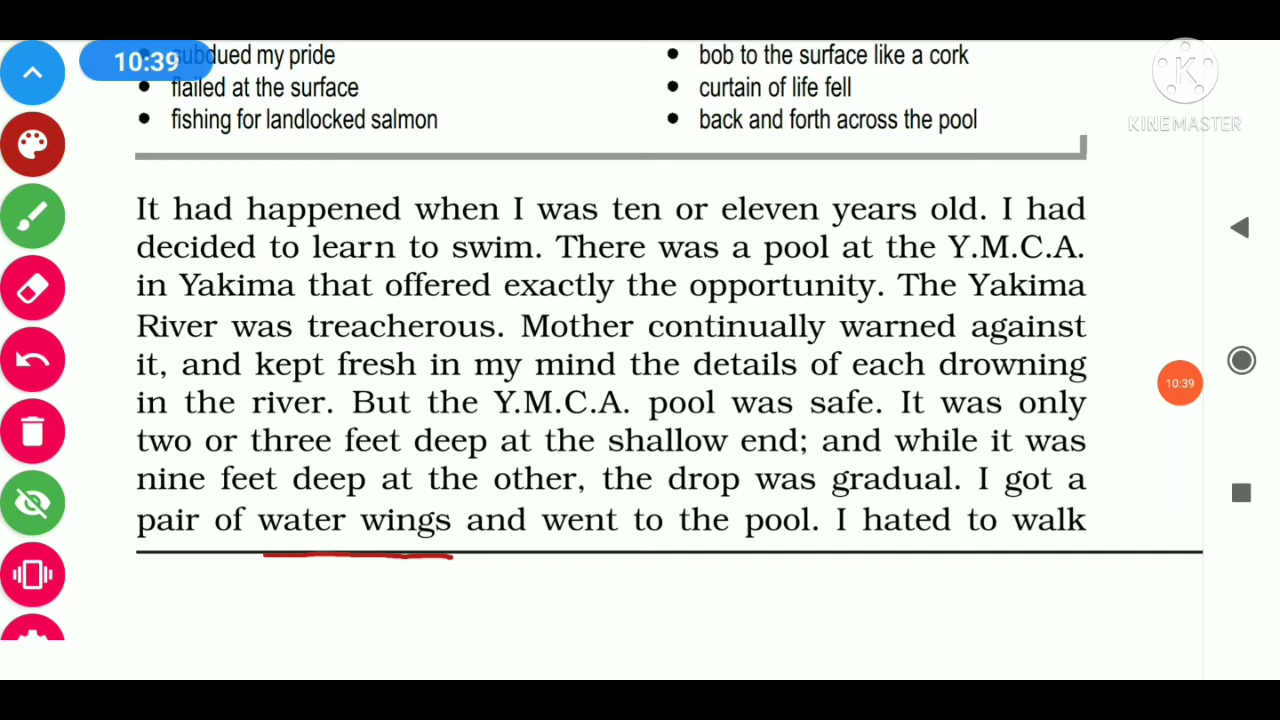 10:39
subdued my pride
bob to the surface like a cork
flailed at the surface
curtain of life fell
fishing for landlocked salmon
back and forth across the pool
KINEMASTER
It had happened when I was ten or eleven years old. I had
decided to learn to swim. There was a pool at the Y.M.C.A.
in Yakima that offered exactly the opportunity. The Yakima
River was treacherous. Mother continually warned against
it, and kept fresh in my mind the details of each drowning
in the river. But the Y.M.C.A. pool was safe. It was only
two or three feet deep at the shallow end; and while it was
nine feet deep at the other, the drop was gradual. I got a
pair of water wings and went to the pool. I hated to walk
10:39